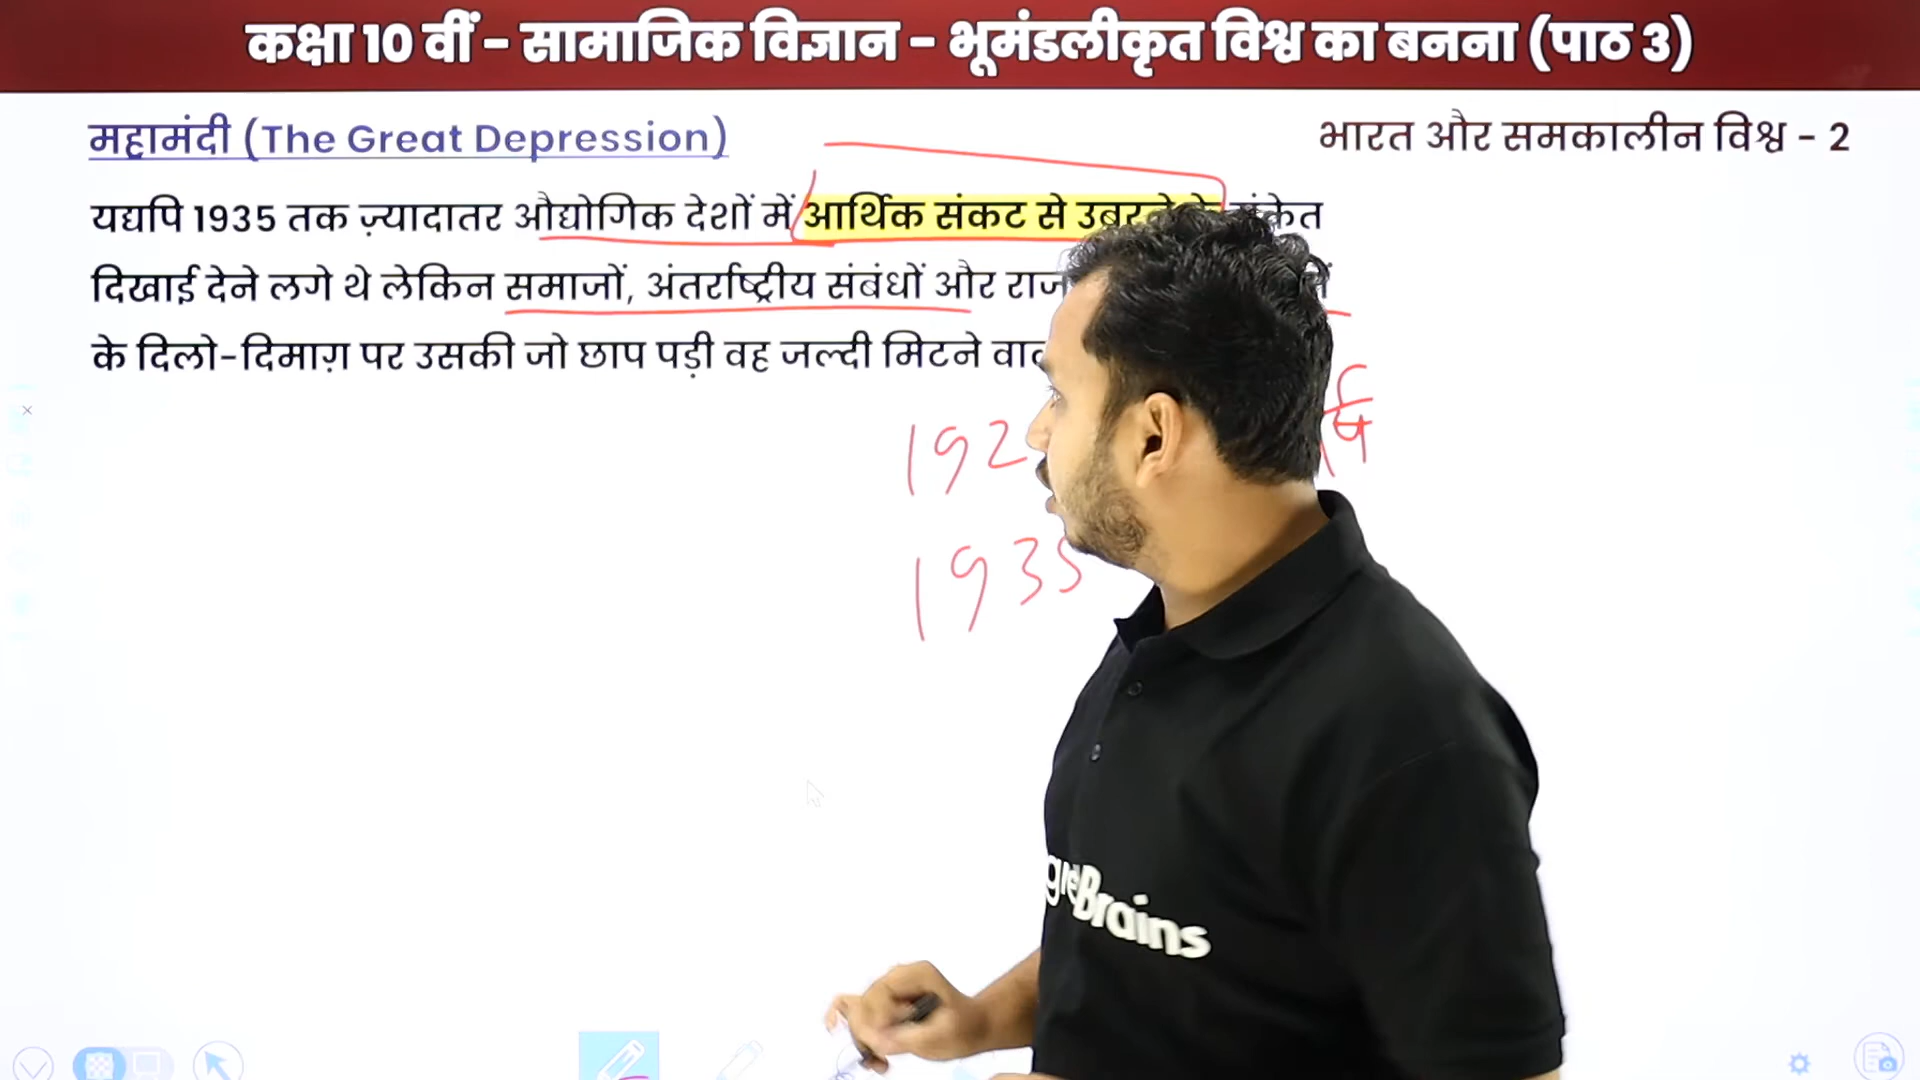 कक्षा 10 वीं – सामाजिक विज्ञान – भूमंडलीकृत विश्व का बनना (पाठ 3)
महामंदी (The Great Depression)
भारत और समकालीन विश्व – 2
यद्यपि 1935 तक ज़्यादातर औद्योगिक देशों में आर्थिक संकट से उबरने के संकेत
दिखाई देने लगे थे लेकिन समाजों, अंतर्राष्ट्रीय संबंधों और
के दिलो-दिमाग़ पर उसकी जो छाप पड़ी वह जल्दी मिटने
192
1935
Brains